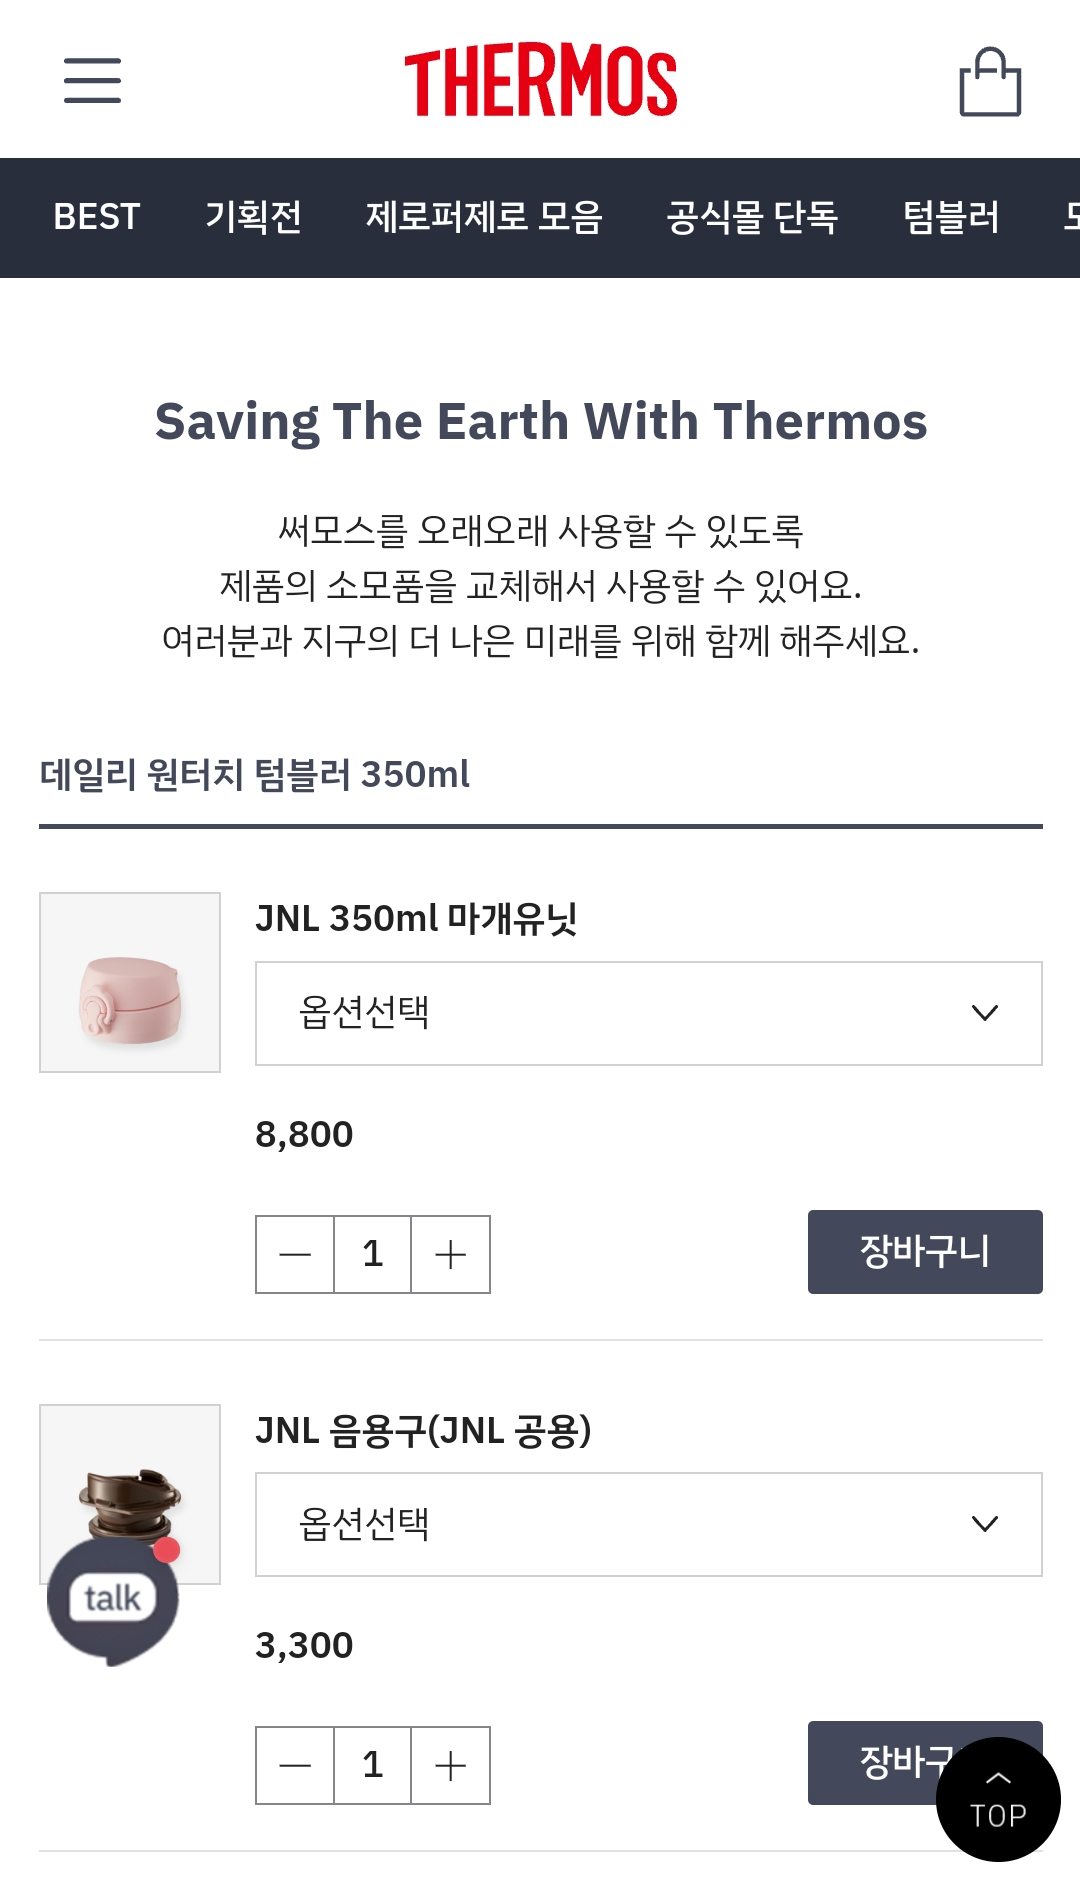 THERMOS
BEST 기획전 제로퍼제로 모음 공식몰 단독 텀블러
Saving The Earth With Thermos
써모스를 오래오래 사용할 수 있도록
제품의 소모품을 교체해서 사용할 수 있어요.
여러분과 지구의 더 나은 미래를 위해 함께 해주세요.
데일리 원터치 텀블러 350ml
JNL 350ml 마개유닛
옵션선택
8,800
1
장바구니
JNL 음용구(JNL 공용)
옵션선택
talk
3,300
1
장바구
TOP